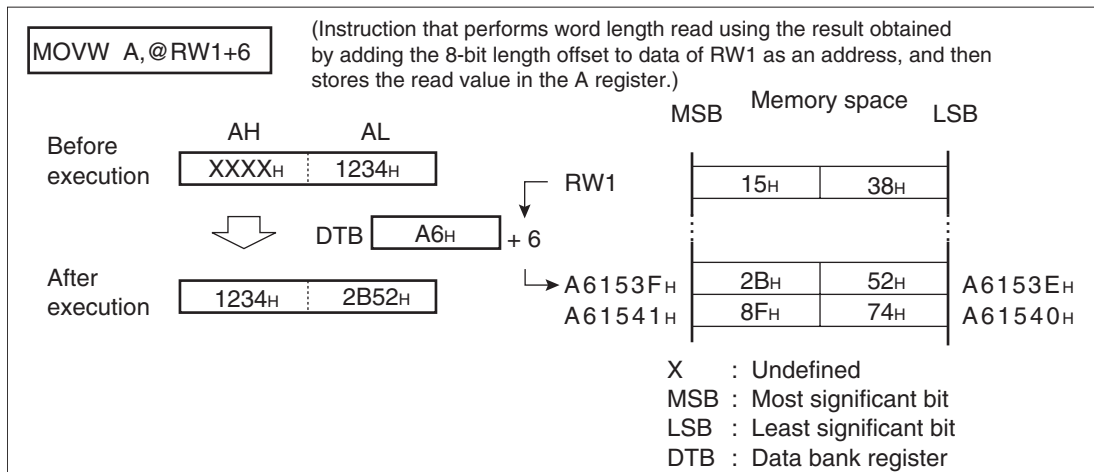 MOVW A,@RW1+6
(Instruction that performs word length read using the result obtained
by adding the 8-bit length offset to data of RW1 as an address, and then
stores the read value in the A register.)
MSB Memory space LSB
AH AL
Before
execution
XXXXH 1234H
RW1 15H 38H
DTB A6H + 6
After
execution
1234H 2B52H
A6153FH 2BH 52H A6153EH
A61541H 8FH 74H A61540H
X : Undefined
MSB : Most significant bit
LSB : Least significant bit
DTB : Data bank register